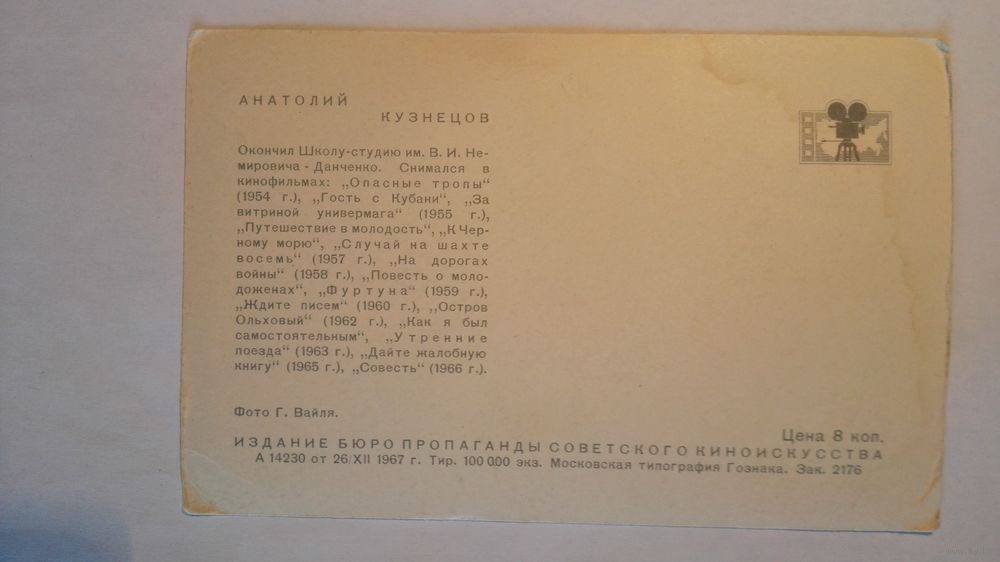 АНАТОЛИЙ
КУЗНЕЦОВ
Окончил Школу-студию им. В. И. Не-
мировича - Данченко. Снимался в
кинофильмах: „Опасные тропы“
(1954 г.), „Гость с Кубани“, „За
витриной универмага“ (1955 г.),
„Путешествие в молодость“, „К Чер-
ному морю“, „Случай на шахте
восемь“ (1957 г.), „На дорогах
войны“ (1958 г.), „Повесть о моло-
доженах“, „Фуртуна“ (1959 г.),
„Ждите писем“ (1960 г.), „Остров
Ольховый“ (1962 г.), „Как я был
самостоятельным“, „Утренние
поезда“ (1963 г.), „Дайте жалобную
книгу“ (1965 г.), „Совесть“ (1966 г.).
Фото Г. Вайля.
Цена 8 коп.
ИЗДАНИЕ БЮРО ПРОПАГАНДЫ СОВЕТСКОГО КИНОИСКУССТВА
А 14230 от 26/XII 1967 г. Тир. 100 000 экз. Московская типография Гознака. Зак. 2176